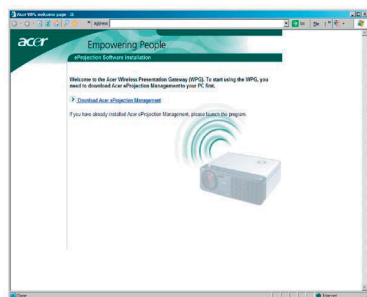 Acer WPG welcome page
Address
acer
Empowering People
eProjection Software Installation
Welcome to the Acer Wireless Presentation Gateway (WPG). To start using the WPG, you
need to download Acer eProjection Management to your PC first.
Download Acer eProjection Management
If you have already installed Acer eProjection Management, please launch the program.
Done
Internet